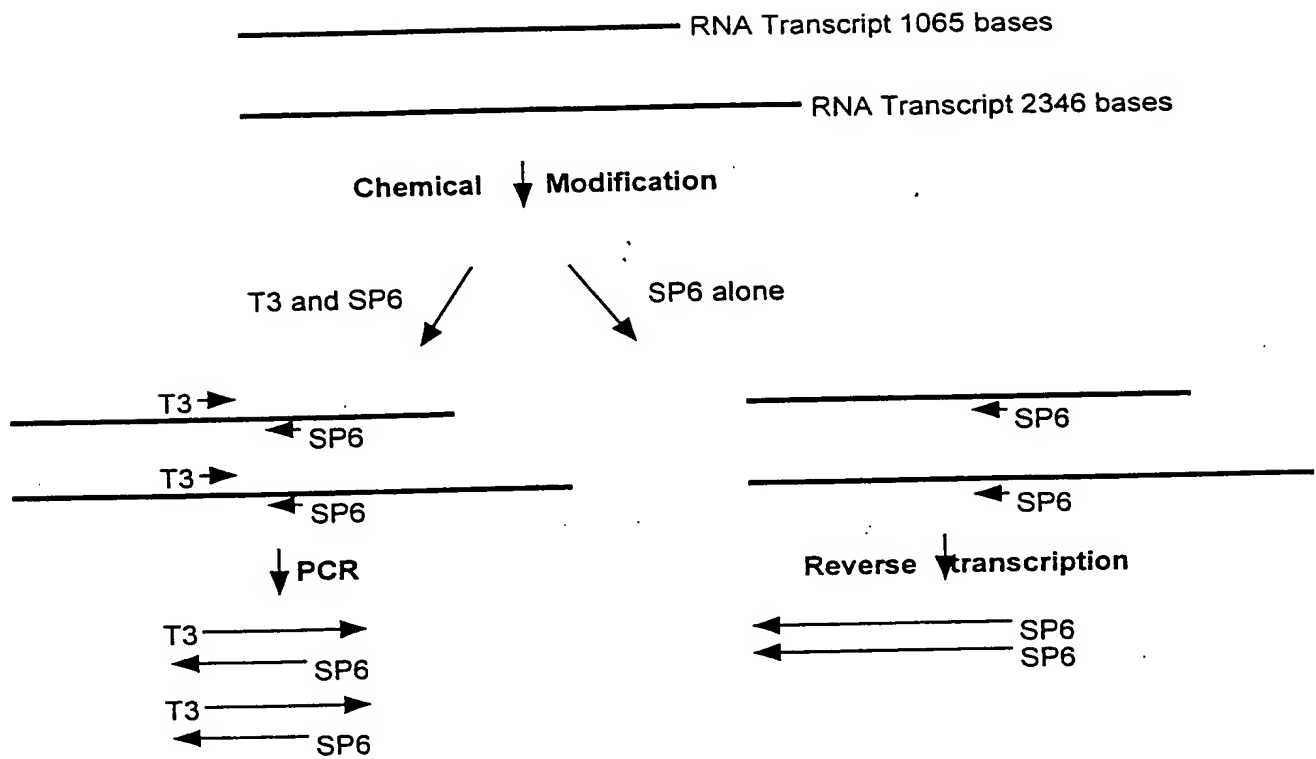 RNA Transcript 1065 bases
RNA Transcript 2346 bases
Chemical Modification
T3 and SP6
SP6 alone
T3
SP6
SP6
T3
SP6
SP6
PCR
Reverse transcription
T3
SP6
SP6
SP6
T3
SP6